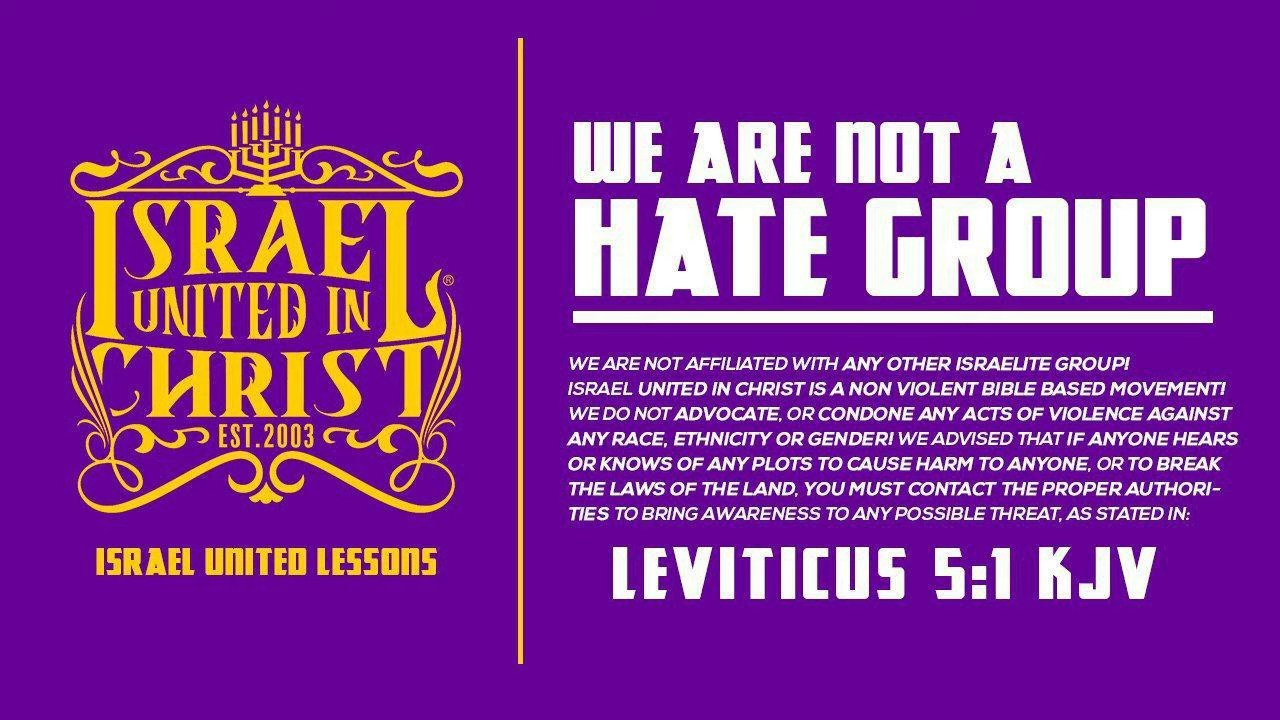 ISRAEL
UNITED IN
CHRIST
®
EST.2003
ISRAEL UNITED LESSONS
WE ARE NOT A
HATE GROUP
WE ARE NOT AFFILIATED WITH ANY OTHER ISRAELITE GROUP!
ISRAEL UNITED IN CHRIST IS A NON VIOLENT BIBLE BASED MOVEMENT!
WE DO NOT ADVOCATE, OR CONDONE ANY ACTS OF VIOLENCE AGAINST
ANY RACE, ETHNICITY OR GENDER! WE ADVISED THAT IF ANYONE HEARS
OR KNOWS OF ANY PLOTS TO CAUSE HARM TO ANYONE, OR TO BREAK
THE LAWS OF THE LAND, YOU MUST CONTACT THE PROPER AUTHORI-
TIES TO BRING AWARENESS TO ANY POSSIBLE THREAT, AS STATED IN:
LEVITICUS 5:1 KJV